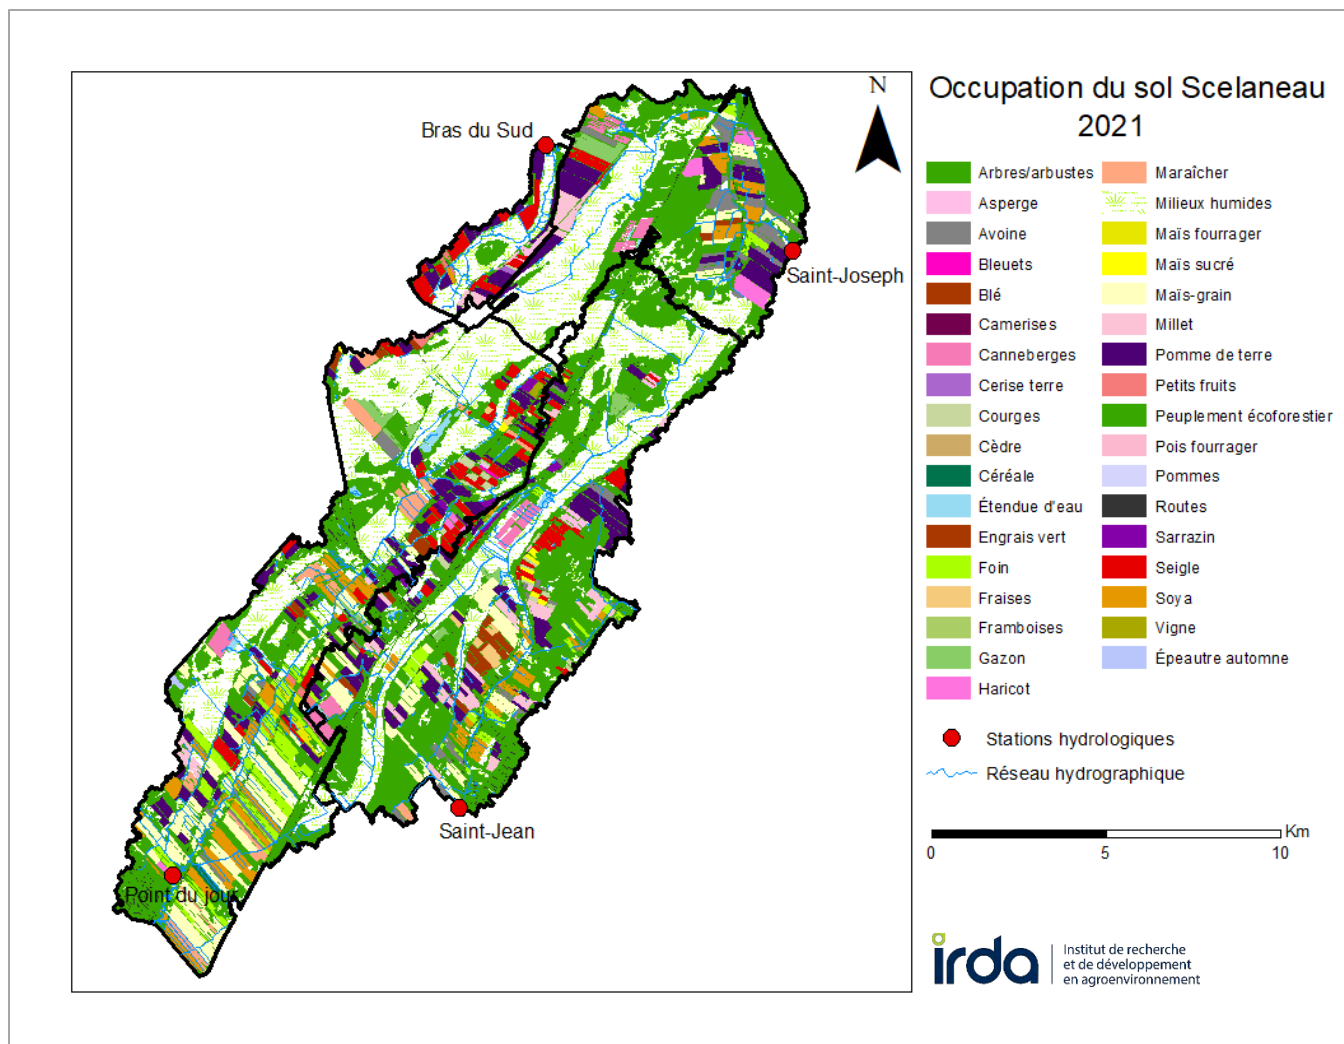 Occupation du sol Scelaneau
2021
N
Bras du Sud
Saint-Joseph
Saint-Jean
Point du jour
Arbres/arbustes
Asperge
Avoine
Bleuets
Blé
Camerises
Canneberges
Cerise terre
Courges
Cèdre
Céréale
Étendue d'eau
Engrais vert
Foin
Fraises
Framboises
Gazon
Haricot
Maraîcher
Milieux humides
Maïs fourrager
Maïs sucré
Maïs-grain
Millet
Pomme de terre
Petits fruits
Peuplement écoforestier
Pois fourrager
Pommes
Routes
Sarrazin
Seigle
Soya
Vigne
Épeautre automne
Stations hydrologiques
Réseau hydrographique
Km
0 5 10
irda
Institut de recherche
et de développement
en agroenvironnement